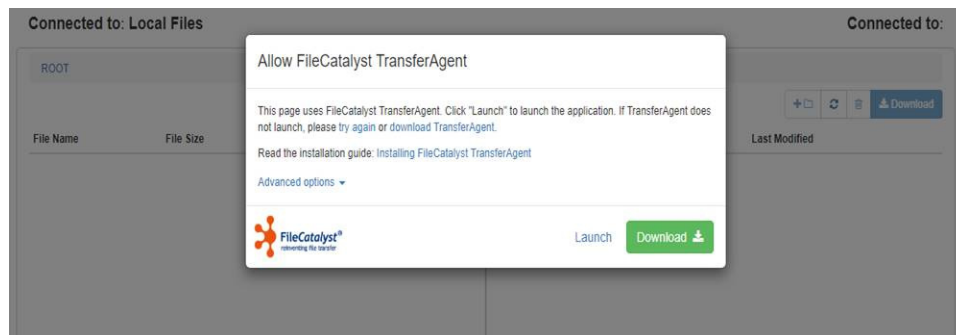 Connected to: Local Files
Connected to:
ROOT
Allow FileCatalyst TransferAgent
This page uses FileCatalyst TransferAgent. Click "Launch" to launch the application. If TransferAgent does
not launch, please try again or download TransferAgent.
Read the installation guide: Installing FileCatalyst TransferAgent
Advanced options
Download
File Name
File Size
Last Modified
FileCatalyst®
reinventing file transfer
Launch
Download